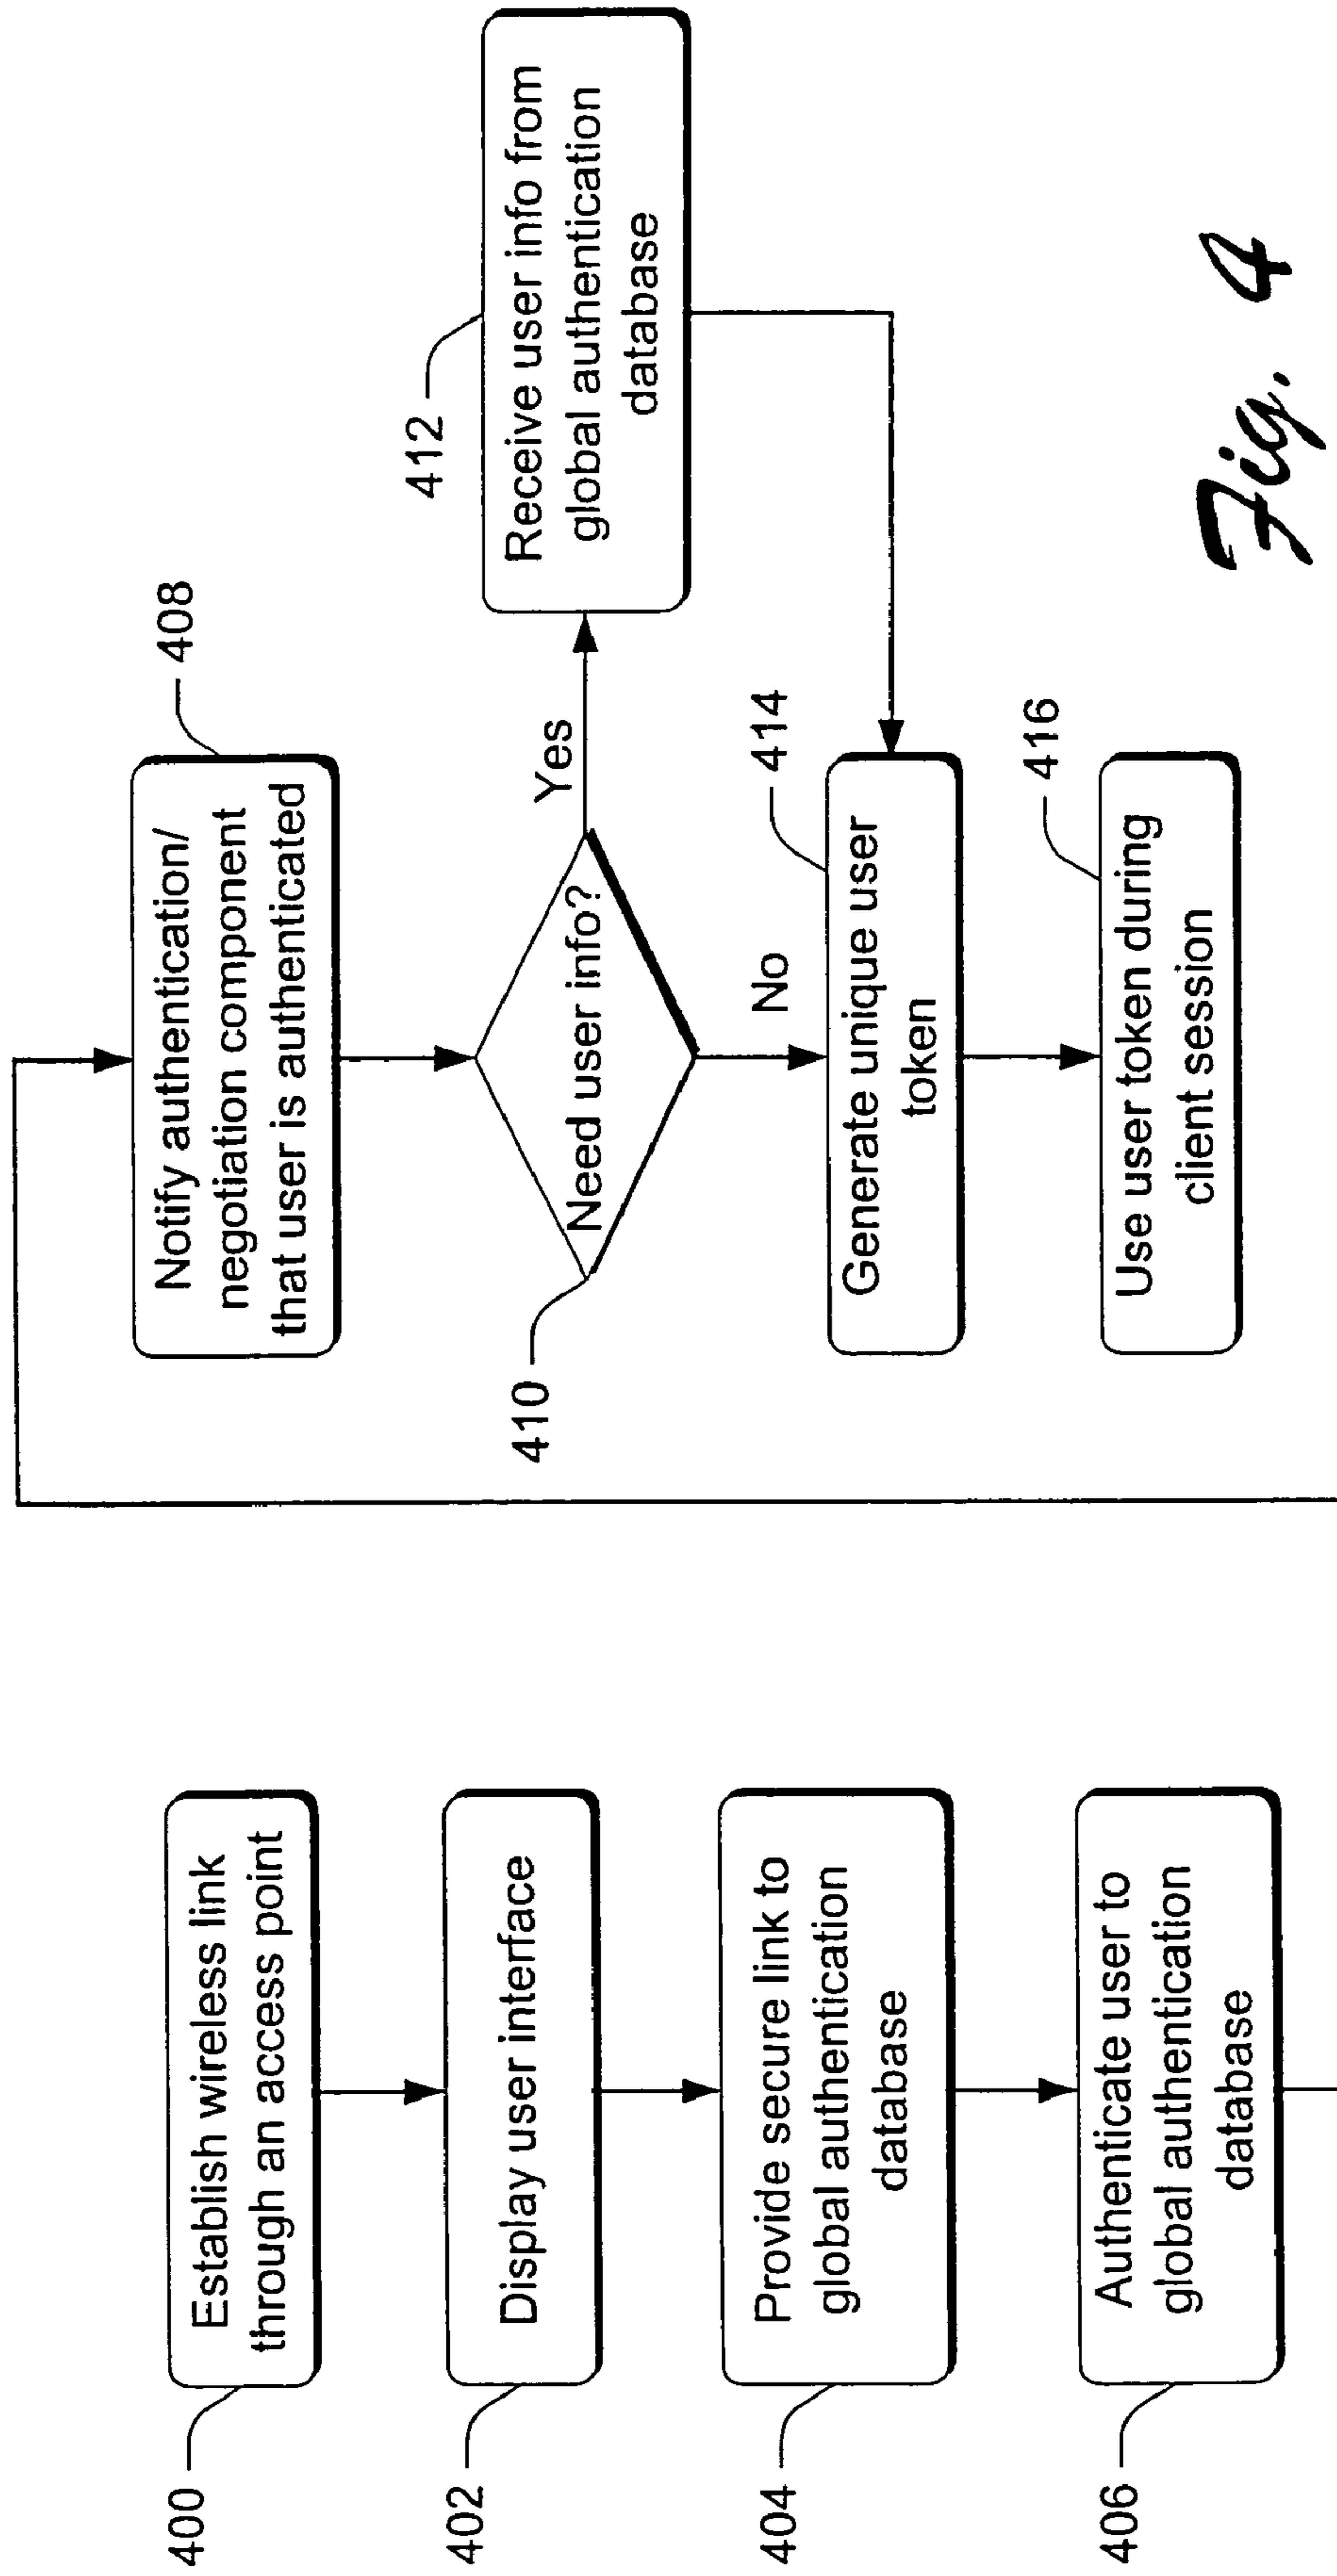 400
Establish wireless link
through an access point
402
Display user interface
404
Provide secure link to
global authentication
database
406
Authenticate user to
global authentication
database
408
Notify authentication/
negotiation component
that user is authenticated
410
Need user info?
Yes
No
412
Receive user info from
global authentication
database
414
Generate unique user
token
416
Use user token during
client session
Fig. 4